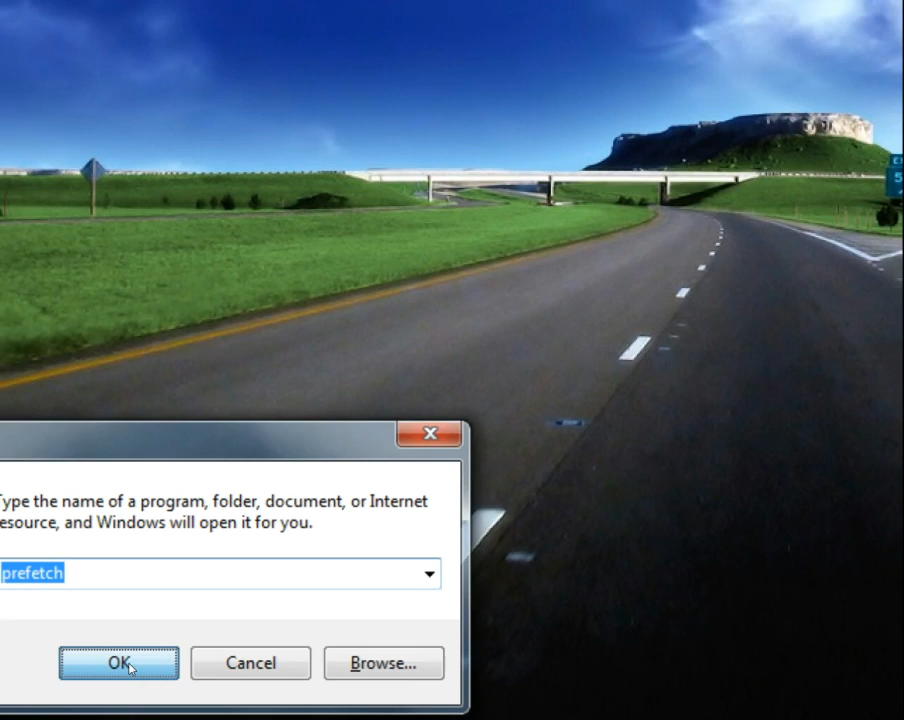 Type the name of a program, folder, document, or Internet
resource, and Windows will open it for you.
prefetch
OK
Cancel
Browse...